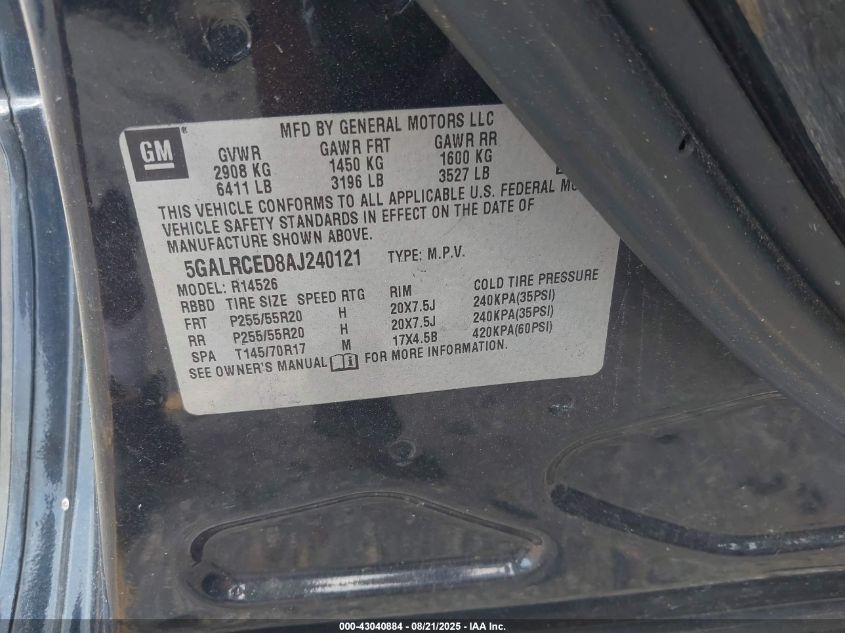 GM
MFD BY GENERAL MOTORS LLC
GVWR GAWR FRT GAWR RR
2908 KG 1450 KG 1600 KG
6411 LB 3196 LB 3527 LB
THIS VEHICLE CONFORMS TO ALL APPLICABLE U.S. FEDERAL
VEHICLE SAFETY STANDARDS IN EFFECT ON THE DATE OF
MANUFACTURE SHOWN ABOVE.
5GALRCED8AJ240121 TYPE: M.P.V.
MODEL: R14526
RBBD TIRE SIZE SPEED RTG RIM COLD TIRE PRESSURE
FRT P255/55R20 H 20X7.5J 240KPA(35PSI)
RR P255/55R20 H 20X7.5J 240KPA(35PSI)
SPA T145/70R17 M 17X4.5B 420KPA(60PSI)
SEE OWNER'S MANUAL FOR MORE INFORMATION.
000-43040884 - 08/21/2025 - IAA Inc.